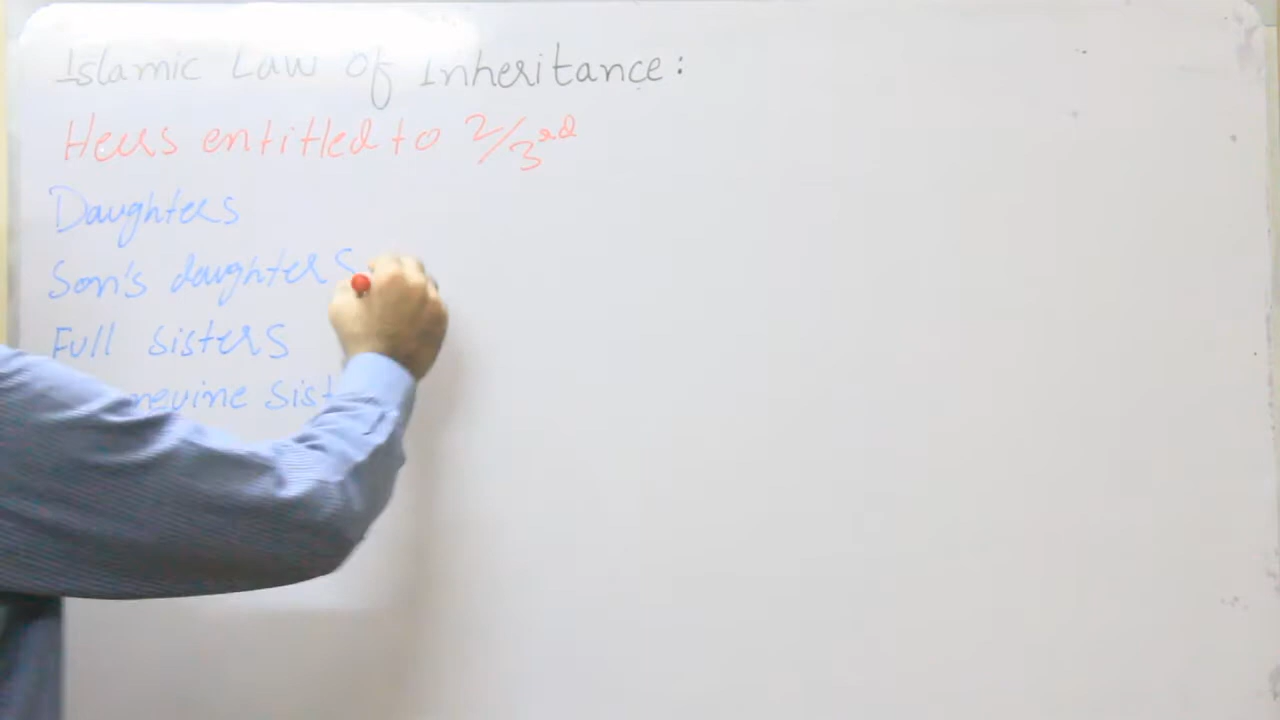 Islamic Law of Inheritance:
Heirs entitled to 2/3rd
Daughters
Son's daughters
Full sisters